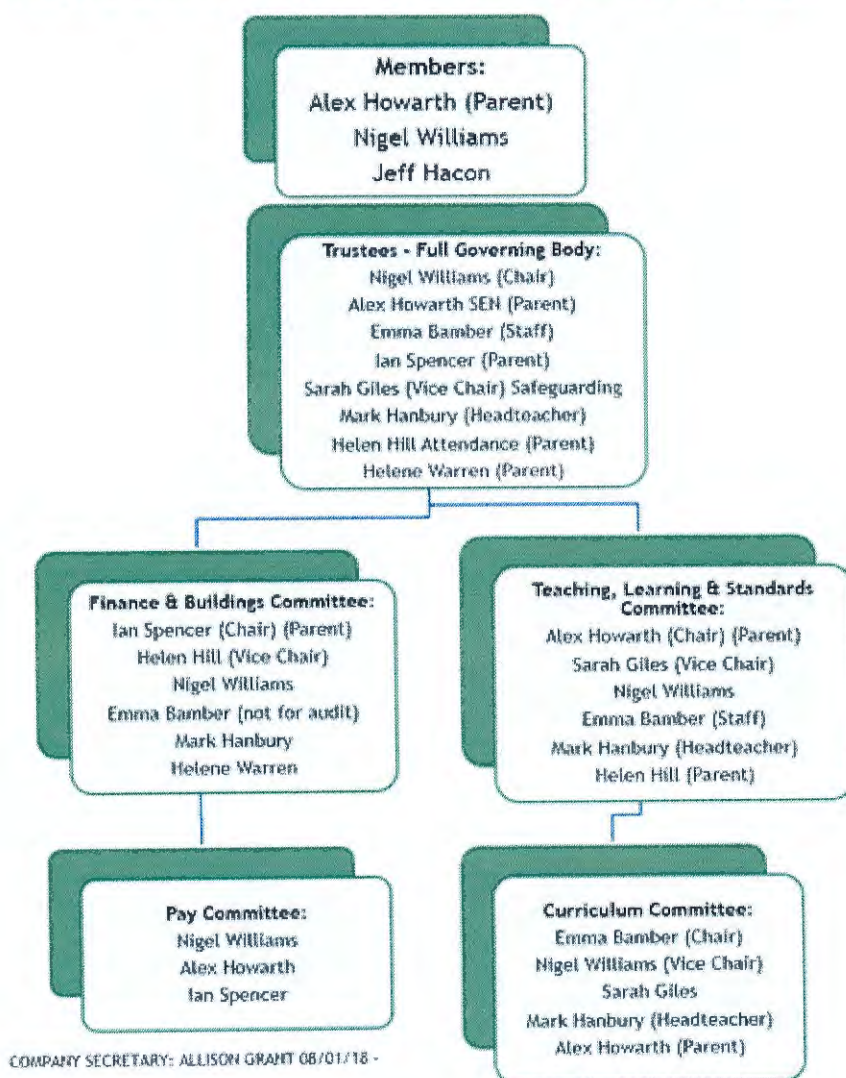 Members:
Alex Howarth (Parent)
Nigel Williams
Jeff Hacon
Trustees - Full Governing Body:
Nigel Williams (Chair)
Alex Howarth SEN (Parent)
Emma Bamber (Staff)
Ian Spencer (Parent)
Sarah Giles (Vice Chair) Safeguarding
Mark Hanbury (Headteacher)
Helen Hill Attendance (Parent)
Helene Warren (Parent)
Finance & Buildings Committee:
Ian Spencer (Chair) (Parent)
Helen Hill (Vice Chair)
Nigel Williams
Emma Bamber (not for audit)
Mark Hanbury
Helene Warren
Teaching, Learning & Standards
Committee:
Alex Howarth (Chair) (Parent)
Sarah Giles (Vice Chair)
Nigel Williams
Emma Bamber (Staff)
Mark Hanbury (Headteacher)
Helen Hill (Parent)
Pay Committee:
Nigel Williams
Alex Howarth
Ian Spencer
Curriculum Committee:
Emma Bamber (Chair)
Nigel Williams (Vice Chair)
Sarah Giles
Mark Hanbury (Headteacher)
Alex Howarth (Parent)
COMPANY SECRETARY: ALLISON GRANT 08/01/18 -